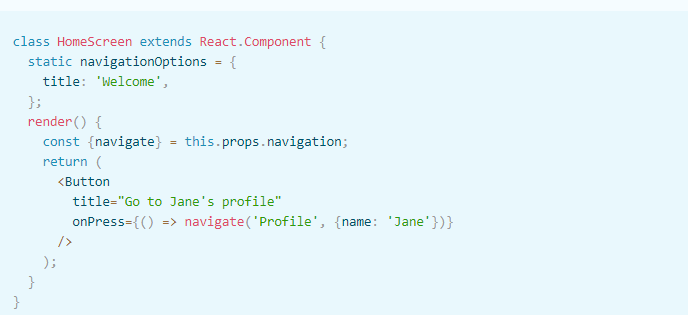 class HomeScreen extends React.Component {
  static navigationOptions = {
    title: 'Welcome',
  };
  render() {
    const {navigate} = this.props.navigation;
    return (
      <Button
        title="Go to Jane's profile"
        onPress={() => navigate('Profile', {name: 'Jane'})}
      />
    );
  }
}